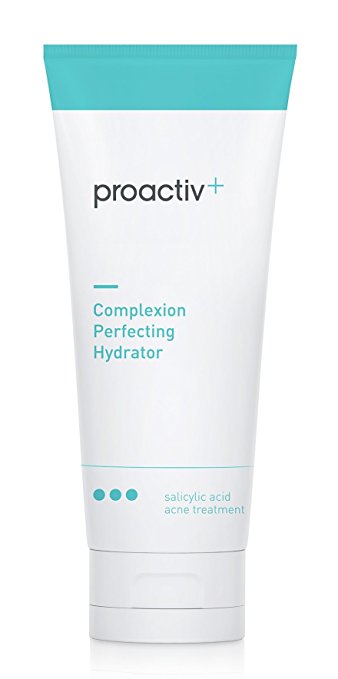 proactiv+
Complexion
Perfecting
Hydrator
salicylic acid
acne treatment